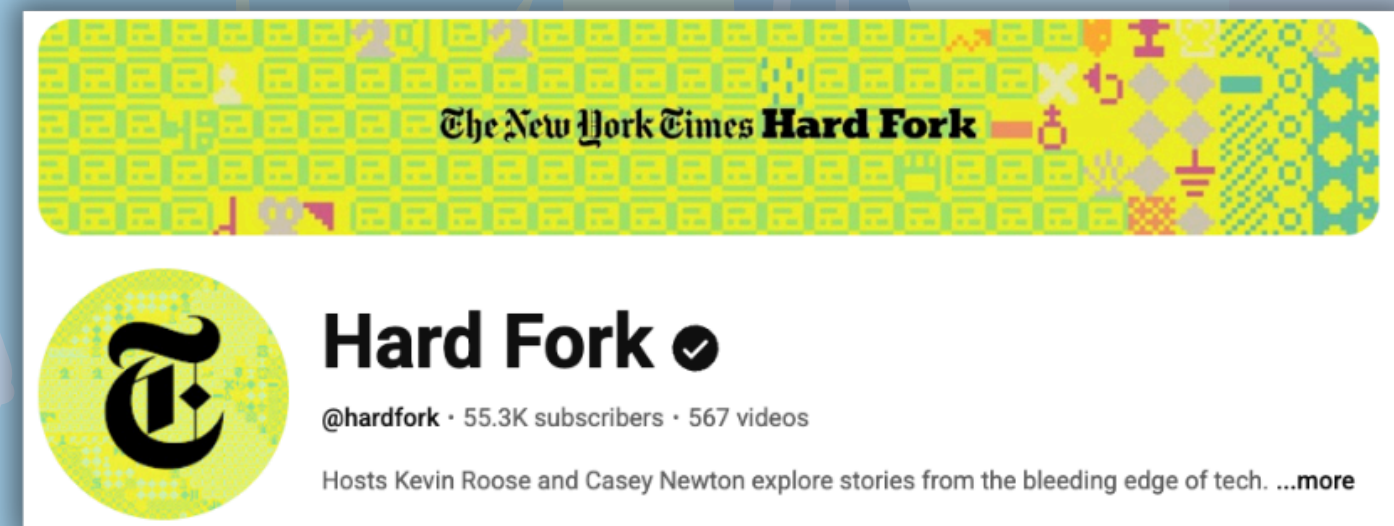 The New York Times Hard Fork
Hard Fork
@hardfork · 55.3K subscribers · 567 videos
Hosts Kevin Roose and Casey Newton explore stories from the bleeding edge of tech. ...more